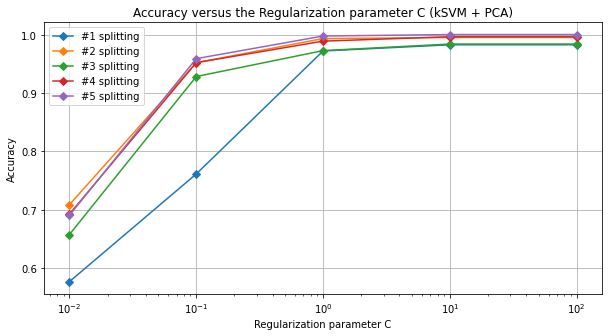 Accuracy versus the Regularization parameter C (kSVM + PCA)
#1 splitting
#2 splitting
#3 splitting
#4 splitting
#5 splitting
Accuracy
1.0
0.9
0.8
0.7
0.6
10⁻² 10⁻¹ 10⁰ 10¹ 10²
Regularization parameter C